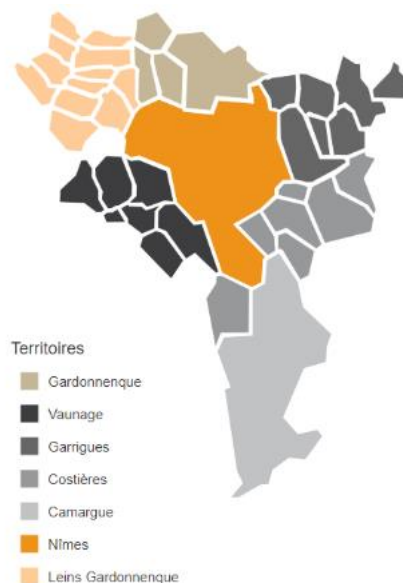 Territoires
Gardonnenque
Vaunage
Garrigues
Costières
Camargue
Nîmes
Leins Gardonnenque